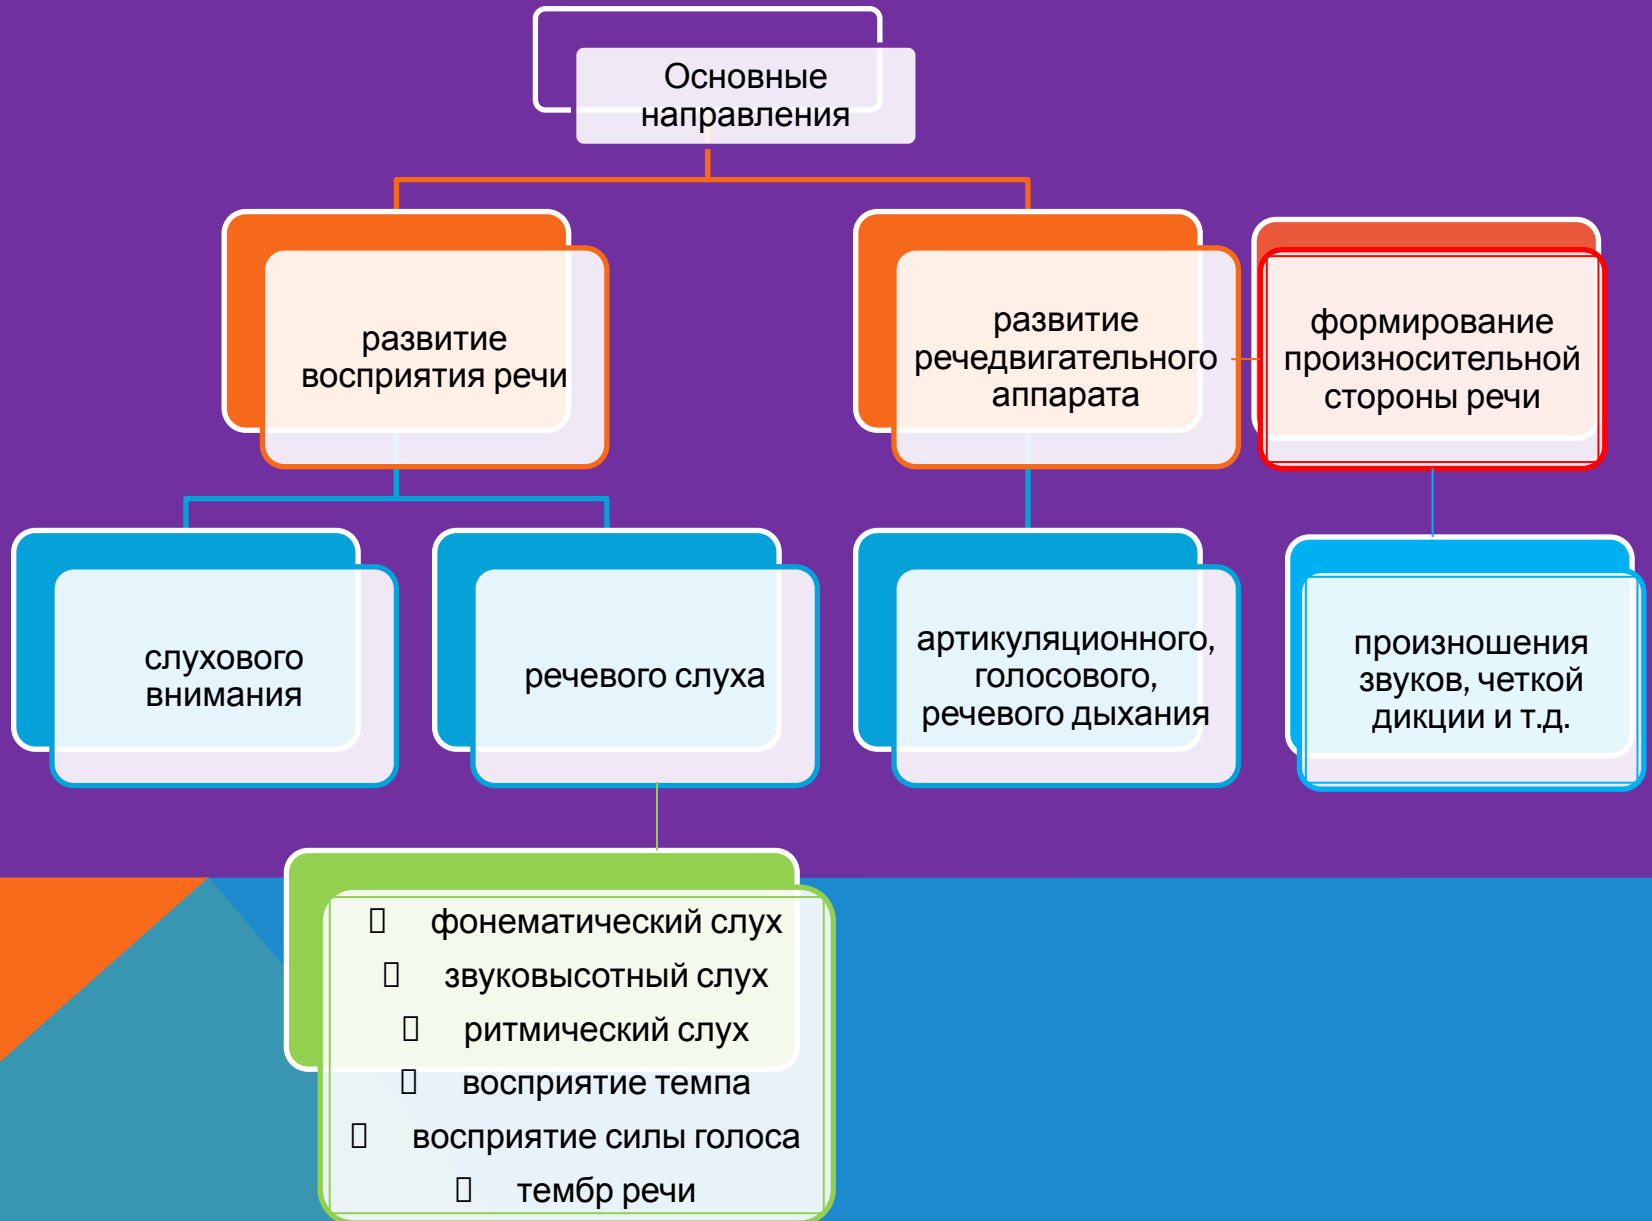 Основные
направления
развитие
восприятия речи
развитие
речедвигательного
аппарата
формирование
произносительной
стороны речи
слухового
внимания
речевого слуха
артикуляционного,
голосового,
речевого дыхания
произношения
звуков, четкой
дикции и т.д.
фонематический слух
звуковысотный слух
ритмический слух
восприятие темпа
восприятие силы голоса
тембр речи